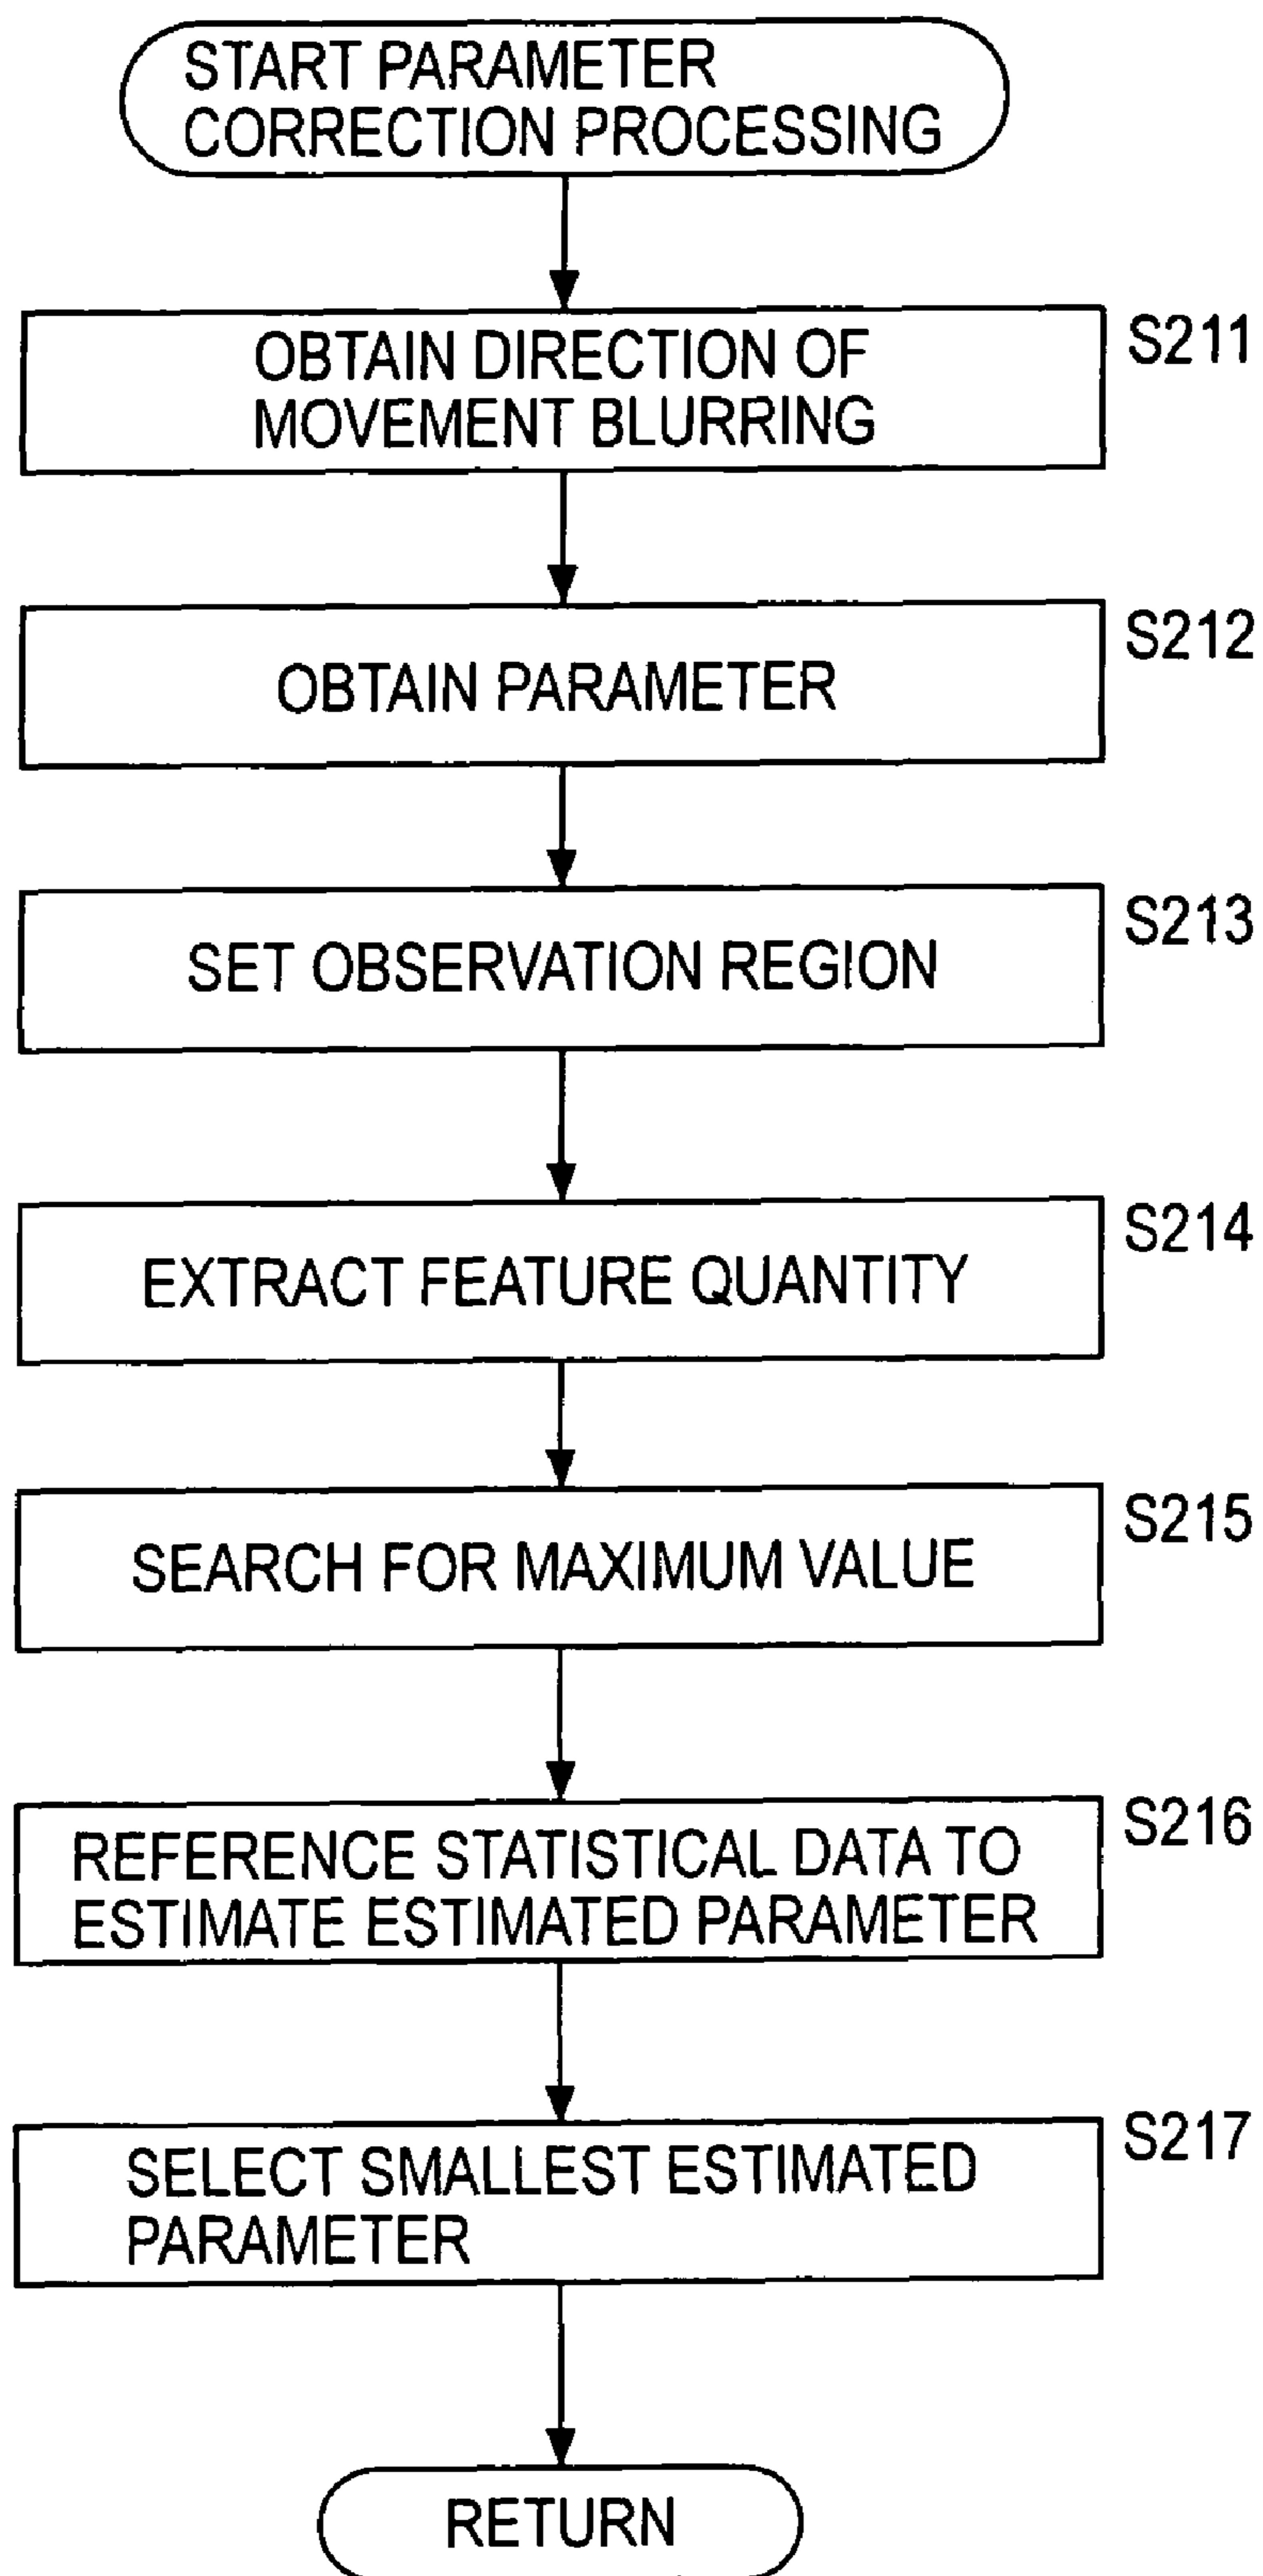 START PARAMETER
CORRECTION PROCESSING
S211
OBTAIN DIRECTION OF
MOVEMENT BLURRING
S212
OBTAIN PARAMETER
S213
SET OBSERVATION REGION
S214
EXTRACT FEATURE QUANTITY
S215
SEARCH FOR MAXIMUM VALUE
S216
REFERENCE STATISTICAL DATA TO
ESTIMATE ESTIMATED PARAMETER
S217
SELECT SMALLEST ESTIMATED
PARAMETER
RETURN